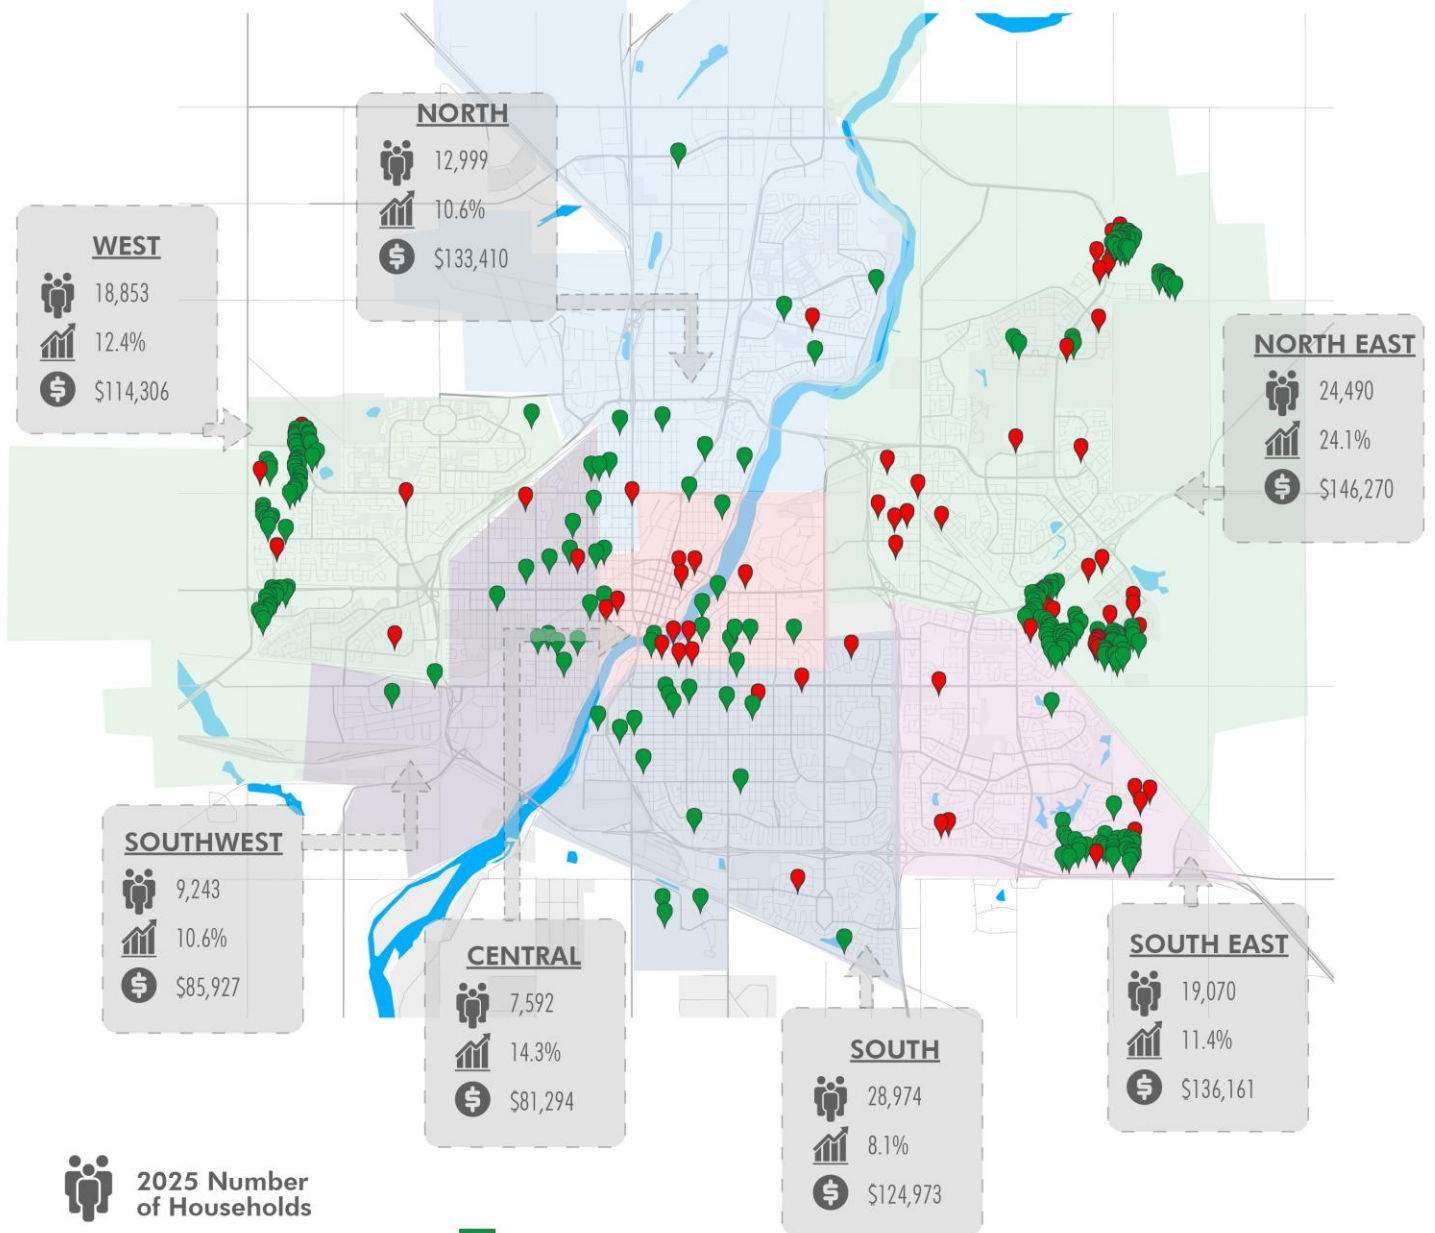 NORTH
12,999
10.6%
$133,410
WEST
18,853
12.4%
$114,306
NORTH EAST
24,490
24.1%
$146,270
SOUTHWEST
9,243
10.6%
$85,927
CENTRAL
7,592
14.3%
$81,294
SOUTH
28,974
8.1%
$124,973
SOUTH EAST
19,070
11.4%
$136,161
2025 Number
of Households